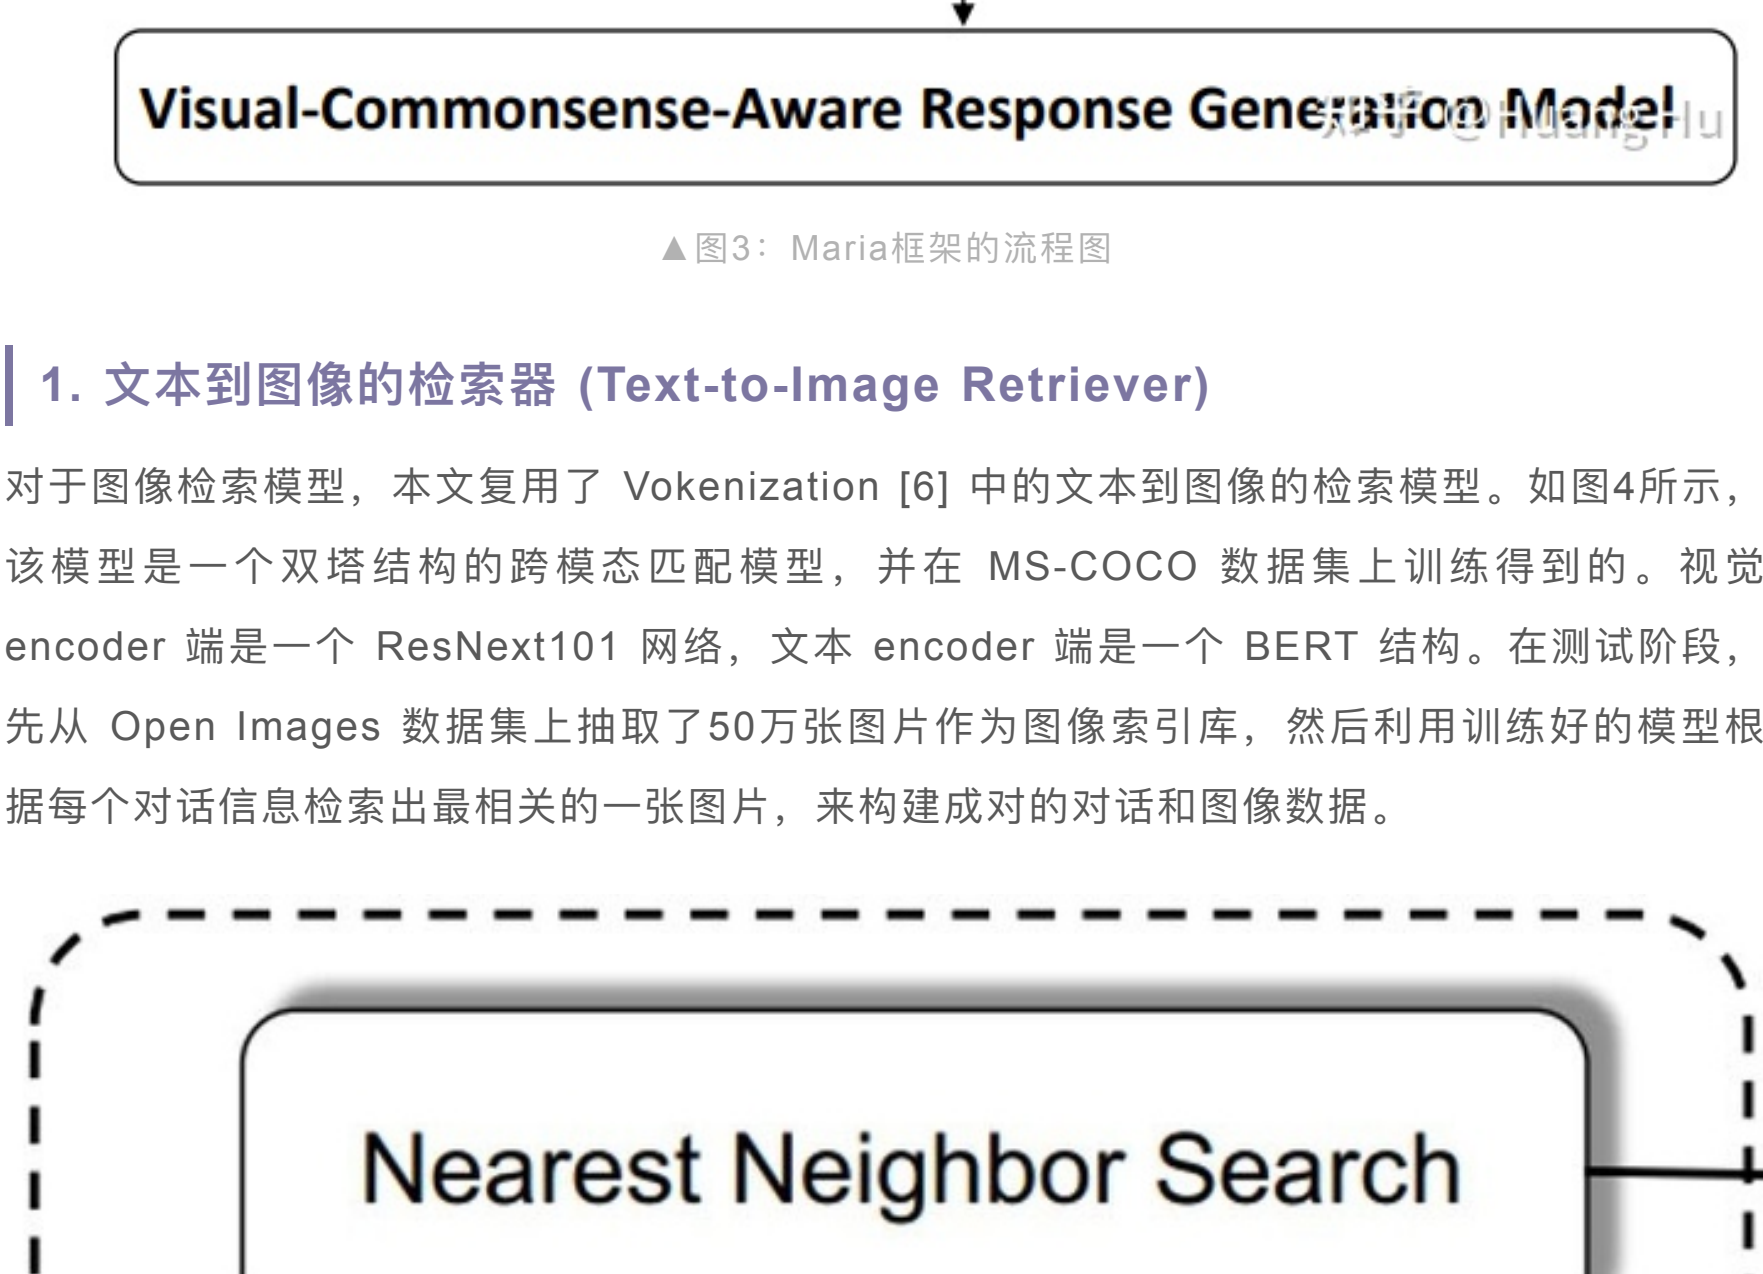 Visual-Commonsense-Aware Response Generation Model
知乎 @Huang Hu
▲图3：Maria框架的流程图
1. 文本到图像的检索器 (Text-to-Image Retriever)
对于图像检索模型，本文复用了 Vokenization [6] 中的文本到图像的检索模型。如图4所示，
该模型是一个双塔结构的跨模态匹配模型，并在 MS-COCO 数据集上训练得到的。视觉
encoder 端是一个 ResNext101 网络，文本 encoder 端是一个 BERT 结构。在测试阶段，
先从 Open Images 数据集上抽取了50万张图片作为图像索引库，然后利用训练好的模型根
据每个对话信息检索出最相关的一张图片，来构建成对的对话和图像数据。
Nearest Neighbor Search